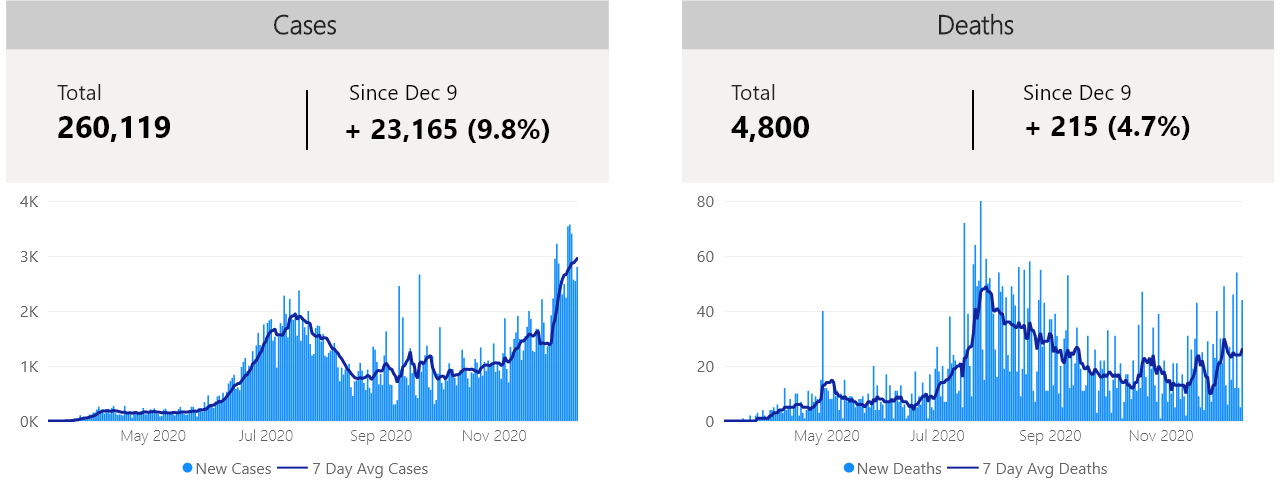 Cases
Total
Since Dec 9
260,119
+ 23,165 (9.8%)
4K
3K
2K
1K
0K
May 2020
Jul 2020
Sep 2020
Nov 2020
New Cases
7 Day Avg Cases
Deaths
Total
Since Dec 9
4,800
+ 215 (4.7%)
80
60
40
20
0
May 2020
Jul 2020
Sep 2020
Nov 2020
New Deaths
7 Day Avg Deaths